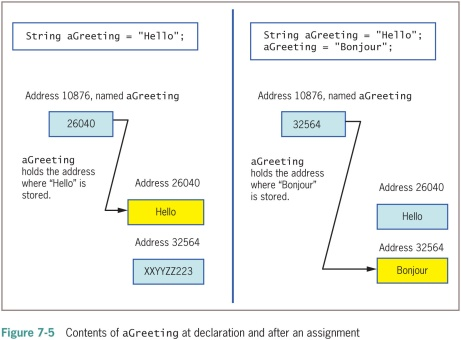 String aGreeting = "Hello";
Address 10876, named aGreeting
26040
aGreeting
holds the address
where “Hello” is
stored.
Address 26040
Hello
Address 32564
XXYYZZ223
String aGreeting = "Hello";
aGreeting = "Bonjour";
Address 10876, named aGreeting
32564
aGreeting
holds the address
where “Bonjour”
is stored.
Address 26040
Hello
Address 32564
Bonjour
Figure 7-5 Contents of aGreeting at declaration and after an assignment